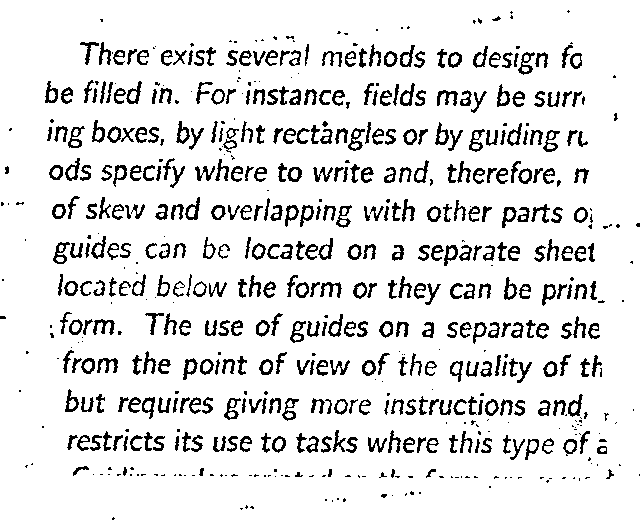 There exist several methods to design fo
be filled in. For instance, fields may be surr
ing boxes, by light rectangles or by guiding ru
ods specify where to write and, therefore, m
of skew and overlapping with other parts o
guides can be located on a separate sheet
located below the form or they can be print
form. The use of guides on a separate she
from the point of view of the quality of th
but requires giving more instructions and,
restricts its use to tasks where this type of a